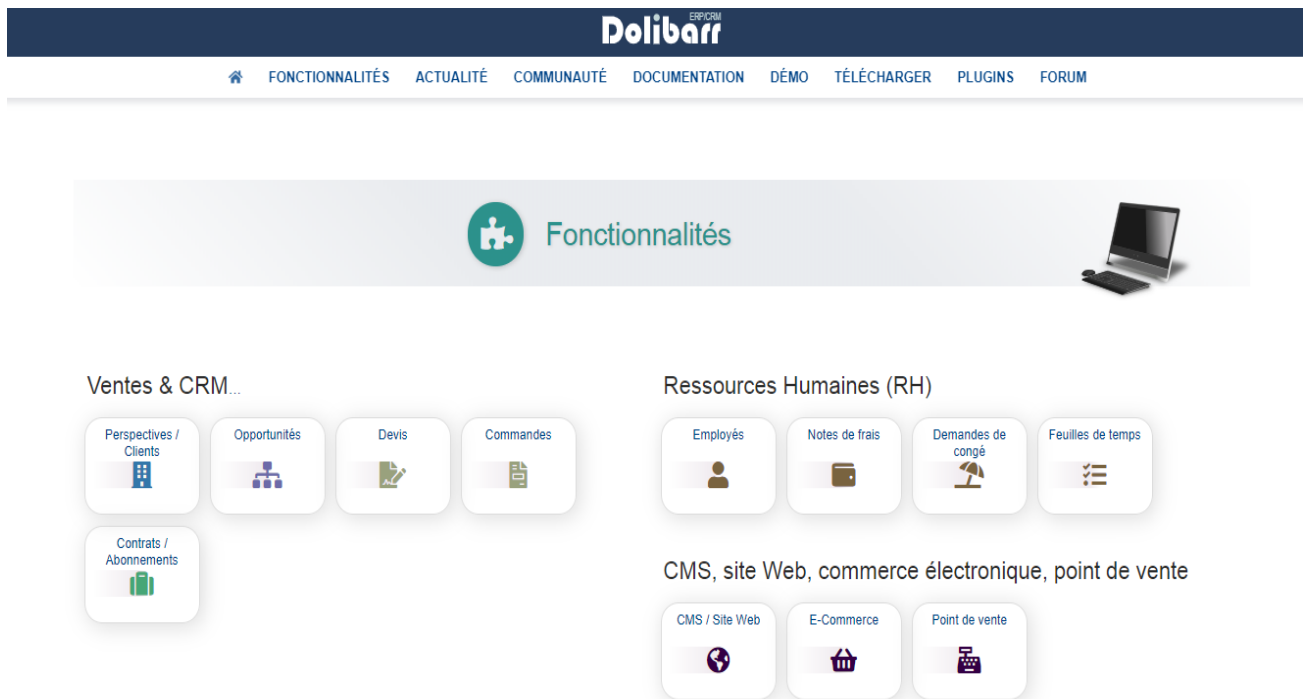 ERP/CRM
Dolibarr
FONCTIONNALITÉS ACTUALITÉ COMMUNAUTÉ DOCUMENTATION DÉMO TÉLÉCHARGER PLUGINS FORUM
Fonctionnalités
Ventes & CRM...
Perspectives /
Clients
Opportunités
Devis
Commandes
Contrats /
Abonnements
Ressources Humaines (RH)
Employés
Notes de frais
Demandes de
congé
Feuilles de temps
CMS, site Web, commerce électronique, point de vente
CMS / Site Web
E-Commerce
Point de vente